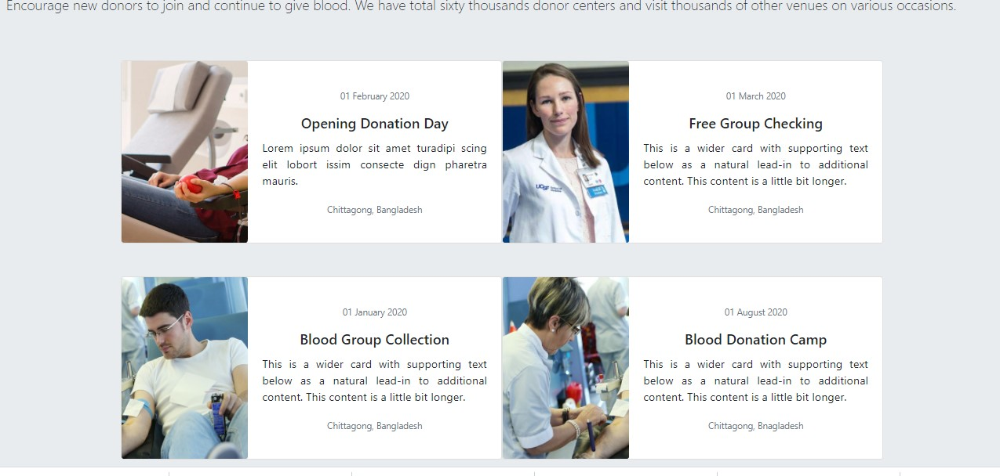 Encourage new donors to join and continue to give blood. We have total sixty thousands donor centers and visit thousands of other venues on various occasions.
01 February 2020
Opening Donation Day
Lorem ipsum dolor sit amet turadipi scing
elit lobort issim consecte dign pharetra
mauris.
Chittagong, Bangladesh
01 March 2020
Free Group Checking
This is a wider card with supporting text
below as a natural lead-in to additional
content. This content is a little bit longer.
Chittagong, Bangladesh
UCSF
01 January 2020
Blood Group Collection
This is a wider card with supporting text
below as a natural lead-in to additional
content. This content is a little bit longer.
Chittagong, Bangladesh
01 August 2020
Blood Donation Camp
This is a wider card with supporting text
below as a natural lead-in to additional
content. This content is a little bit longer.
Chittagong, Bnagladesh